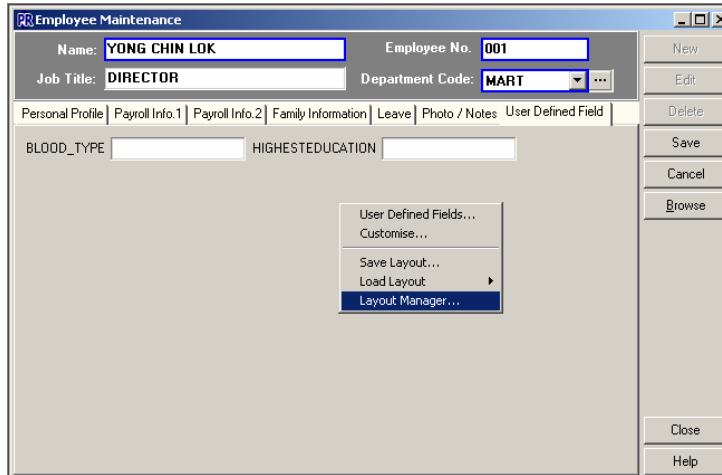 PR Employee Maintenance
Name: YONG CHIN LOK Employee No. 001
Job Title: DIRECTOR Department Code: MART ...
Personal Profile Payroll Info.1 Payroll Info.2 Family Information Leave Photo / Notes User Defined Field
BLOOD_TYPE HIGHESTEDUCATION
User Defined Fields...
Customise...
Save Layout...
Load Layout
Layout Manager...
New
Edit
Delete
Save
Cancel
Browse
Close
Help